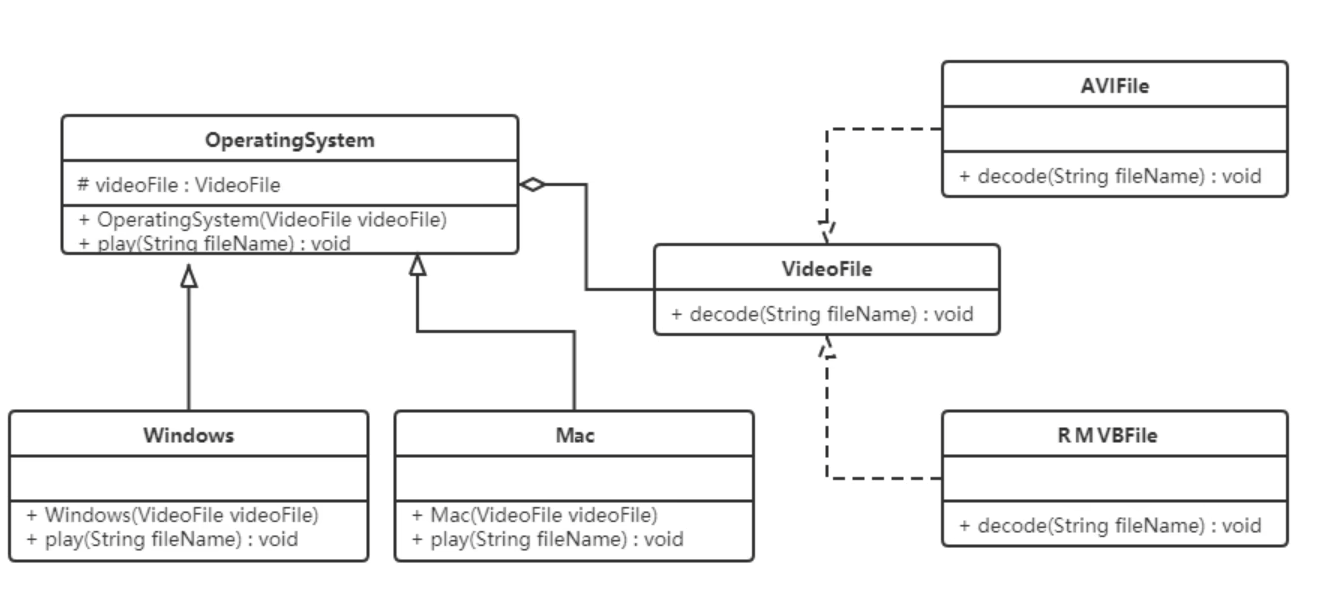 OperatingSystem
# videoFile : VideoFile
+ OperatingSystem(VideoFile videoFile)
+ play(String fileName) : void
AVIFile
+ decode(String fileName) : void
VideoFile
+ decode(String fileName) : void
Windows
+ Windows(VideoFile videoFile)
+ play(String fileName) : void
Mac
+ Mac(VideoFile videoFile)
+ play(String fileName) : void
RMVBFile
+ decode(String fileName) : void